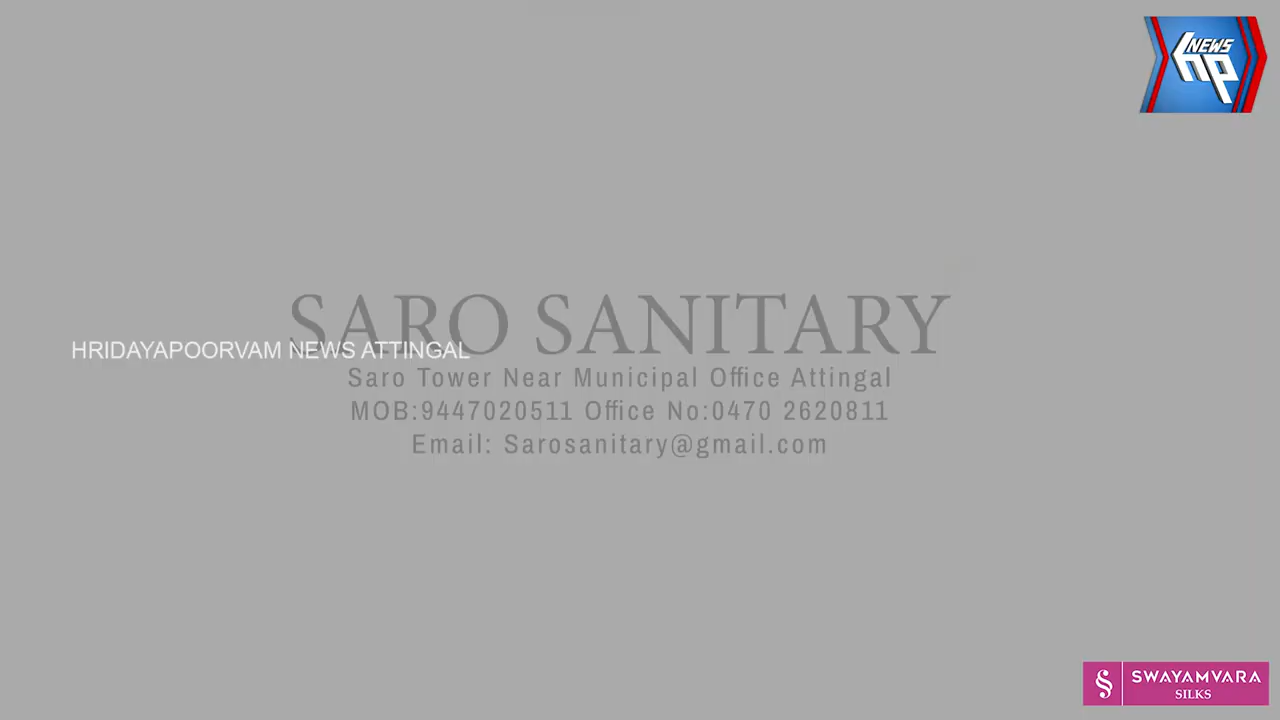 NEWS
hp
SARO SANITARY
HRIDAYAPOORVAM NEWS ATTINGAL
Saro Tower Near Municipal Office Attingal
MOB:9447020511 Office No:0470 2620811
Email: Sarosanitary@gmail.com
SWAYAMVARA
SILKS